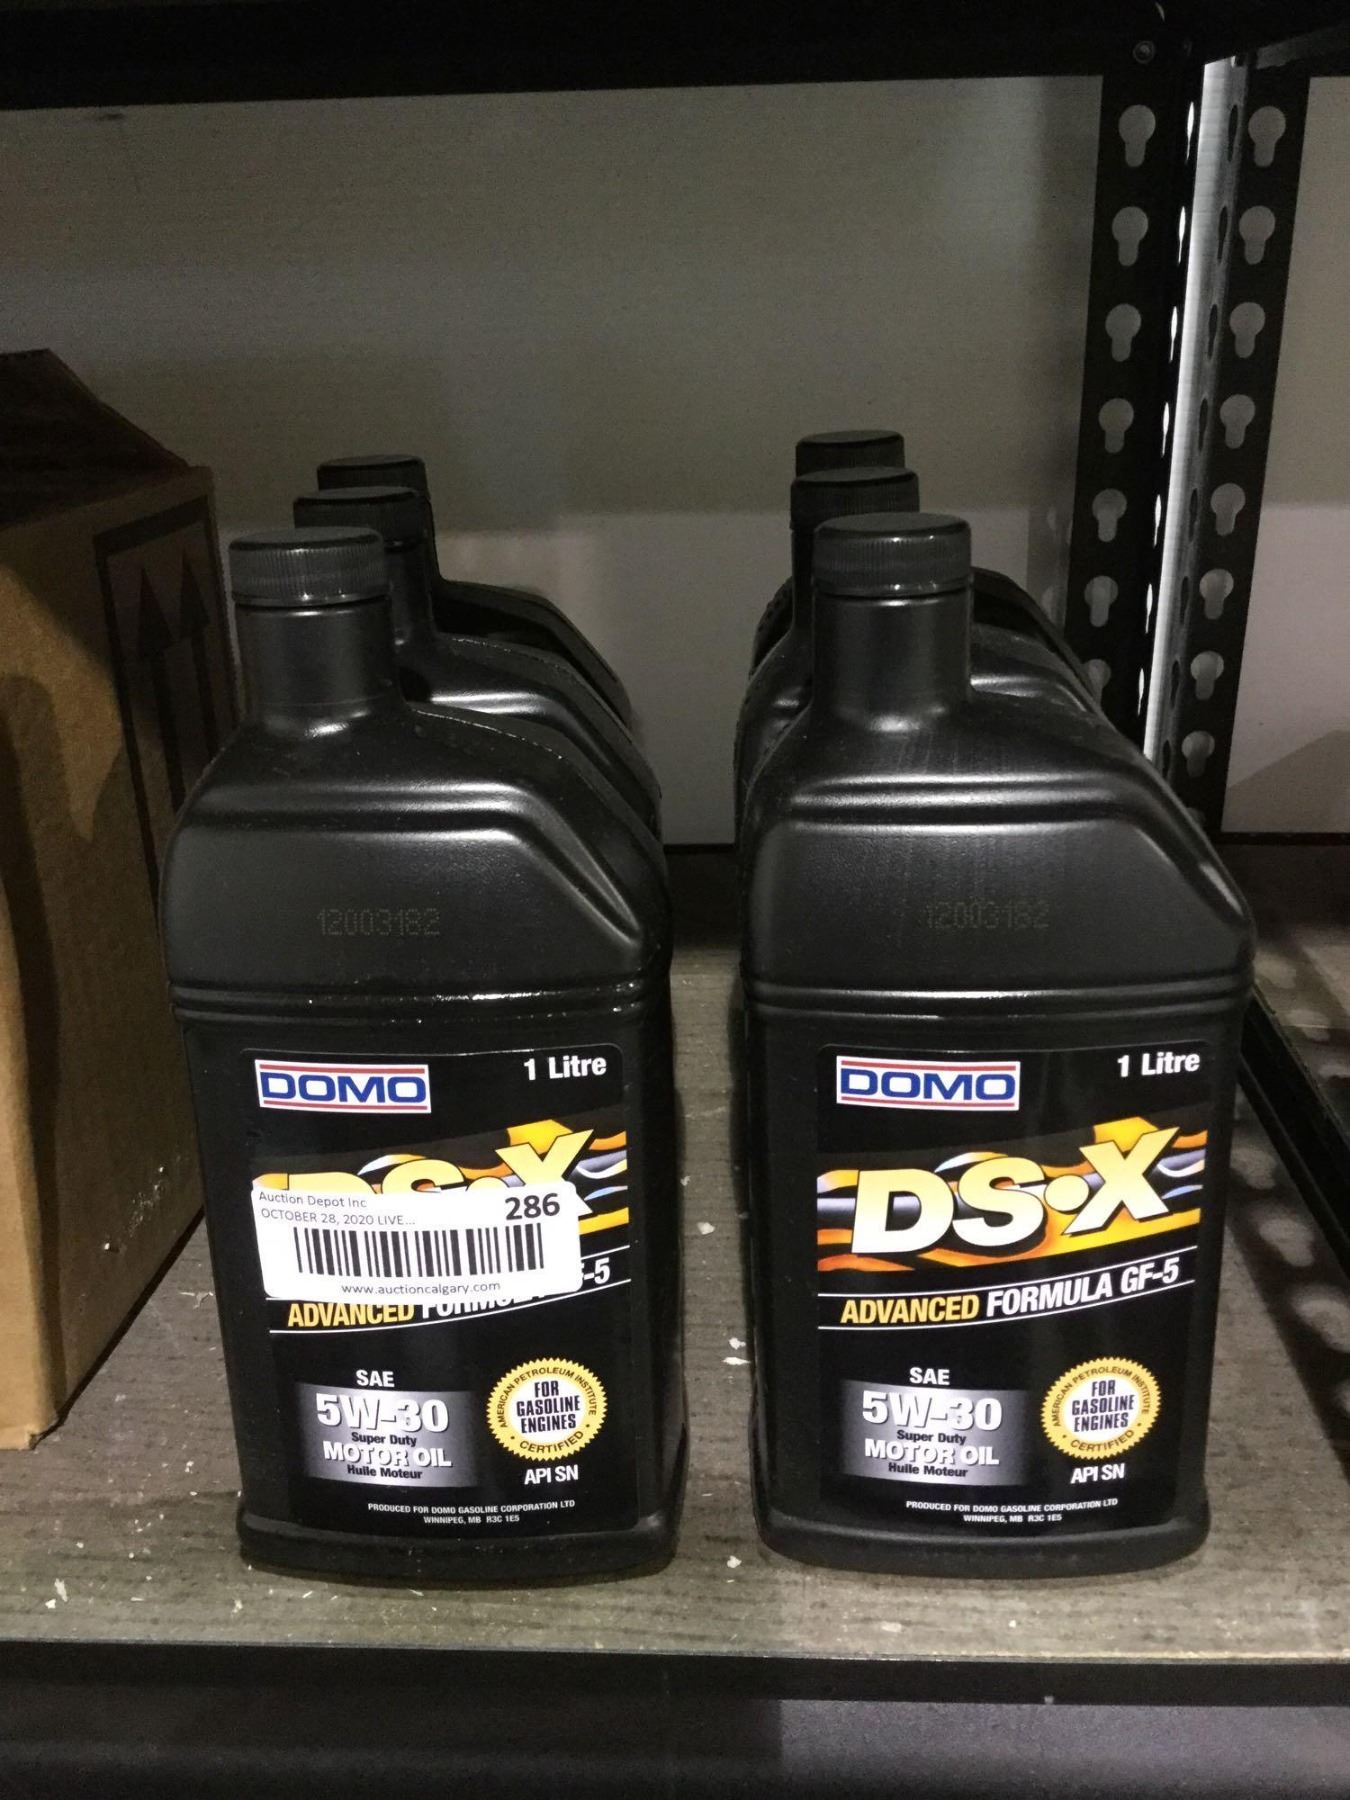 12003182
DOMO
1 Litre
Auction Depot Inc
286
OCTOBER 28, 2020 LIVE...
www.auctioncalgary.com
-5
ADVANCED FORMULA
SAE
5W-30
Super Duty
MOTOR OIL
Huile Moteur
AMERICAN PETROLEUM INSTITUTE
FOR
GASOLINE
ENGINES
CERTIFIED
API SN
PRODUCED FOR DOMO GASOLINE CORPORATION LTD
WINNIPEG, MB R3C 1E5
12003182
DOMO
1 Litre
DS•X
ADVANCED FORMULA GF-5
SAE
5W-30
Super Duty
MOTOR OIL
Huile Moteur
AMERICAN PETROLEUM INSTITUTE
FOR
GASOLINE
ENGINES
CERTIFIED
API SN
PRODUCED FOR DOMO GASOLINE CORPORATION LTD
WINNIPEG, MB R3C 1E5